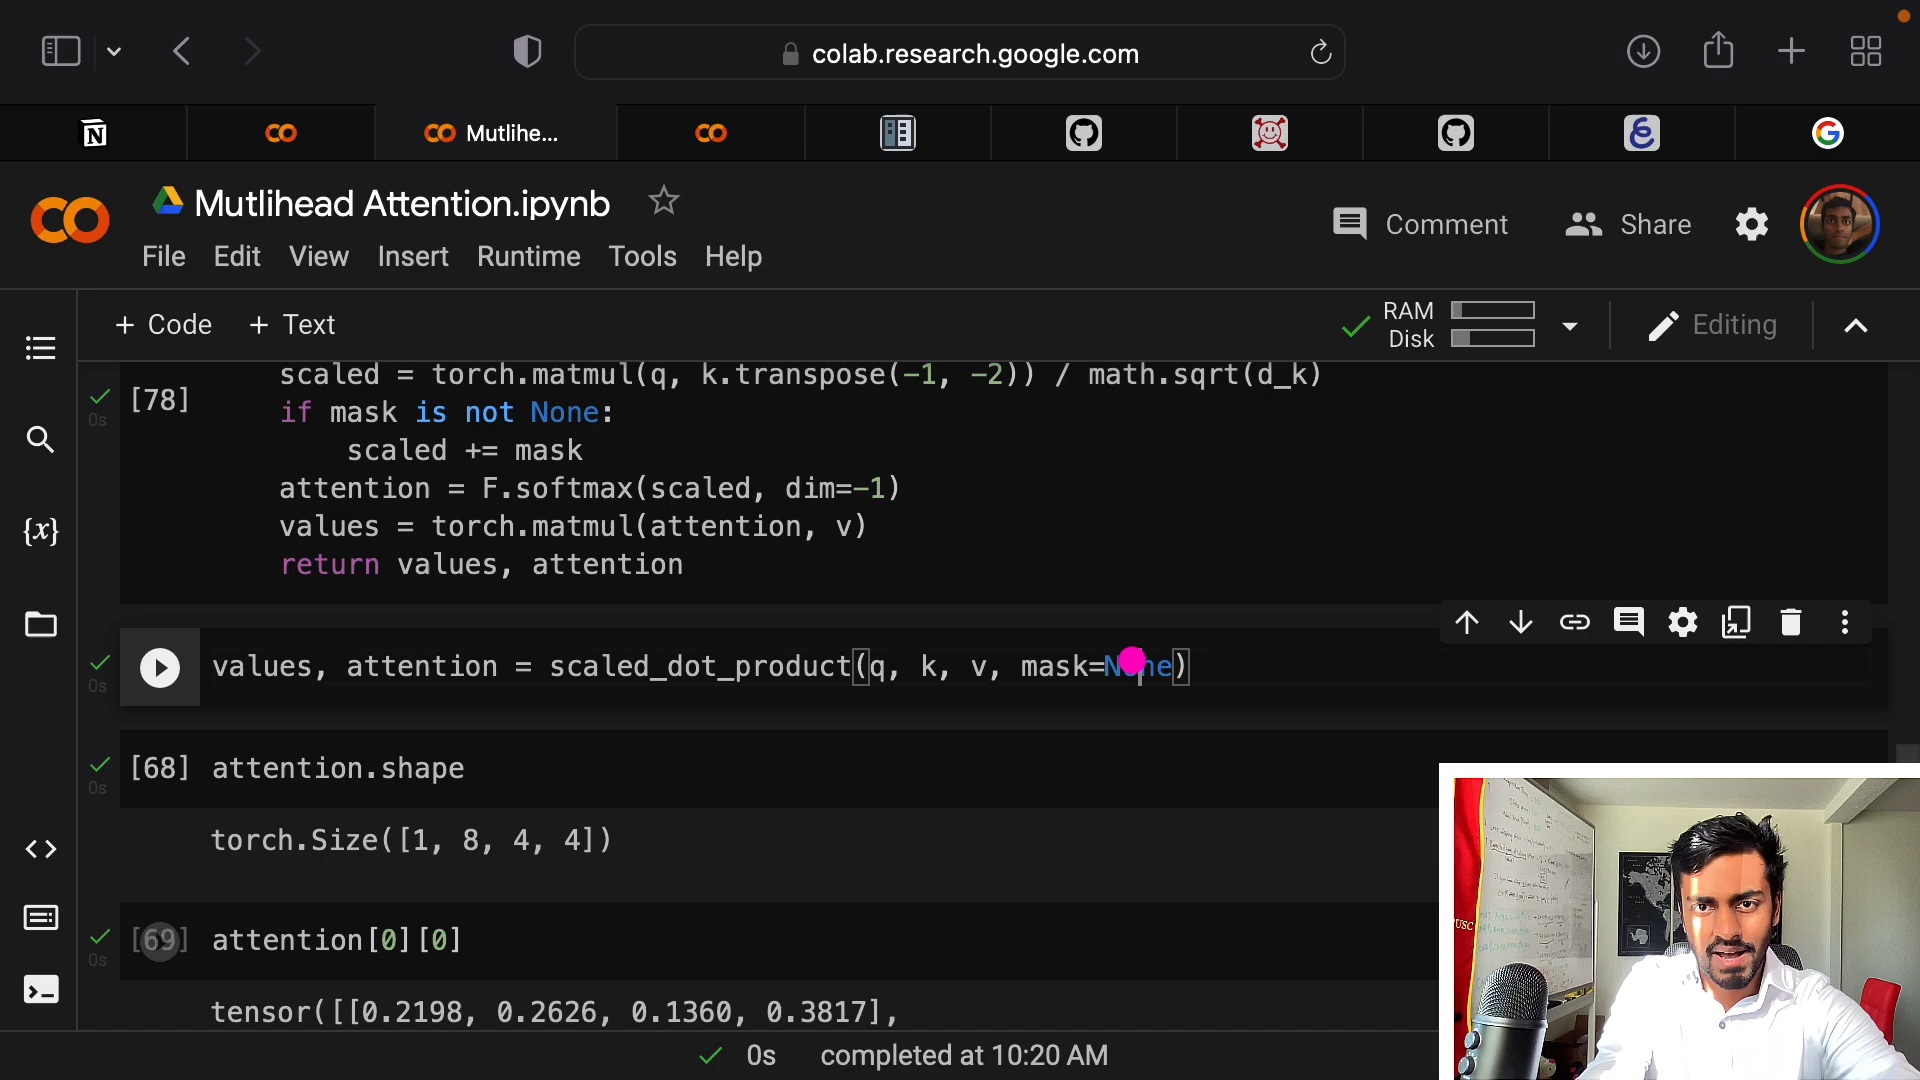 colab.research.google.com
Mutlihe...
Mutlihead Attention.ipynb
Comment
Share
File Edit View Insert Runtime Tools Help
+ Code + Text
RAM
Disk
Editing
[78]
0s
scaled = torch.matmul(q, k.transpose(-1, -2)) / math.sqrt(d_k)
if mask is not None:
scaled += mask
attention = F.softmax(scaled, dim=-1)
values = torch.matmul(attention, v)
return values, attention
0s
values, attention = scaled_dot_product(q, k, v, mask=None)
[68] attention.shape
0s
torch.Size([1, 8, 4, 4])
[69] attention[0][0]
0s
tensor([[0.2198, 0.2626, 0.1360, 0.3817],
0s completed at 10:20 AM
USC